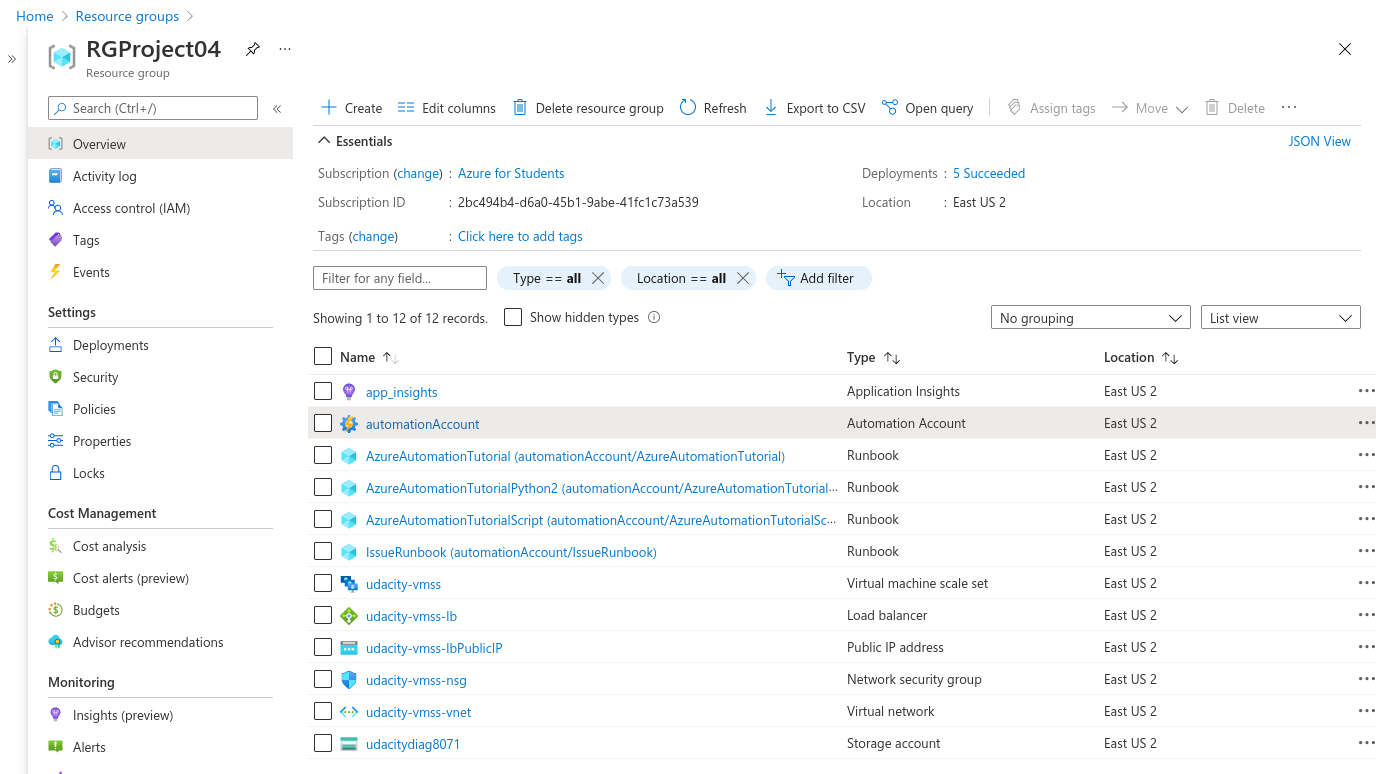 Home > Resource groups >
RGProject04
Resource group
Search (Ctrl+/)
Overview
Activity log
Access control (IAM)
Tags
Events
Settings
Deployments
Security
Policies
Properties
Locks
Cost Management
Cost analysis
Cost alerts (preview)
Budgets
Advisor recommendations
Monitoring
Insights (preview)
Alerts
Create Edit columns Delete resource group Refresh Export to CSV Open query Assign tags Move Delete
Essentials JSON View
Subscription (change) : Azure for Students Deployments : 5 Succeeded
Subscription ID : 2bc494b4-d6a0-45b1-9abe-41fc1c73a539 Location : East US 2
Tags (change) : Click here to add tags
Filter for any field... Type == all Location == all Add filter
Showing 1 to 12 of 12 records. Show hidden types No grouping List view
Name Type Location
app_insights Application Insights East US 2
automationAccount Automation Account East US 2
AzureAutomationTutorial (automationAccount/AzureAutomationTutorial) Runbook East US 2
AzureAutomationTutorialPython2 (automationAccount/AzureAutomationTutorial... Runbook East US 2
AzureAutomationTutorialScript (automationAccount/AzureAutomationTutorialSc... Runbook East US 2
IssueRunbook (automationAccount/IssueRunbook) Runbook East US 2
udacity-vmss Virtual machine scale set East US 2
udacity-vmss-lb Load balancer East US 2
udacity-vmss-lbPublicIP Public IP address East US 2
udacity-vmss-nsg Network security group East US 2
udacity-vmss-vnet Virtual network East US 2
udacitydiag8071 Storage account East US 2